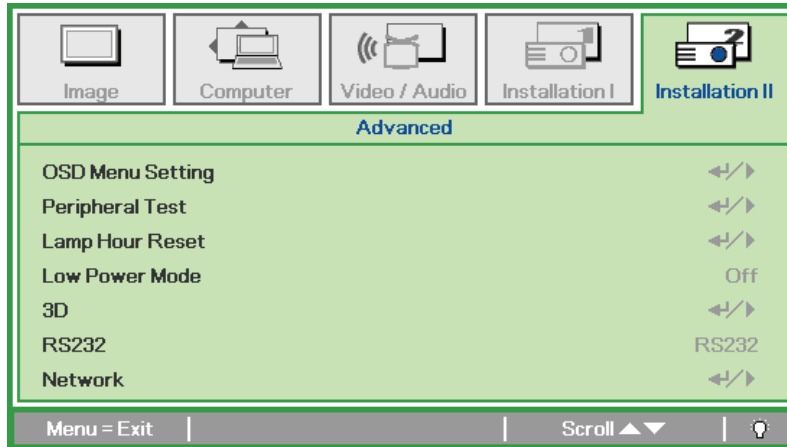 Image Computer Video / Audio Installation I Installation II
Advanced
OSD Menu Setting
Peripheral Test
Lamp Hour Reset
Low Power Mode Off
3D
RS232 RS232
Network
Menu = Exit Scroll ▲▼